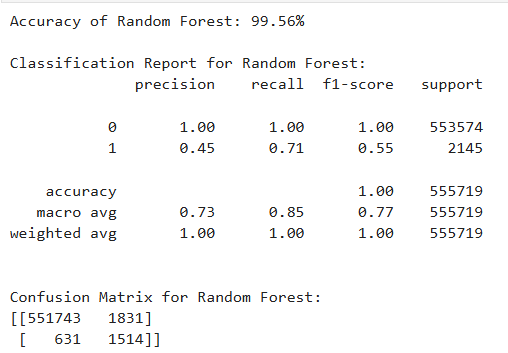 Accuracy of Random Forest: 99.56%
Classification Report for Random Forest:
precision recall f1-score support
0 1.00 1.00 1.00 553574
1 0.45 0.71 0.55 2145
accuracy 1.00 555719
macro avg 0.73 0.85 0.77 555719
weighted avg 1.00 1.00 1.00 555719
Confusion Matrix for Random Forest:
[[551743 1831]
[ 631 1514]]